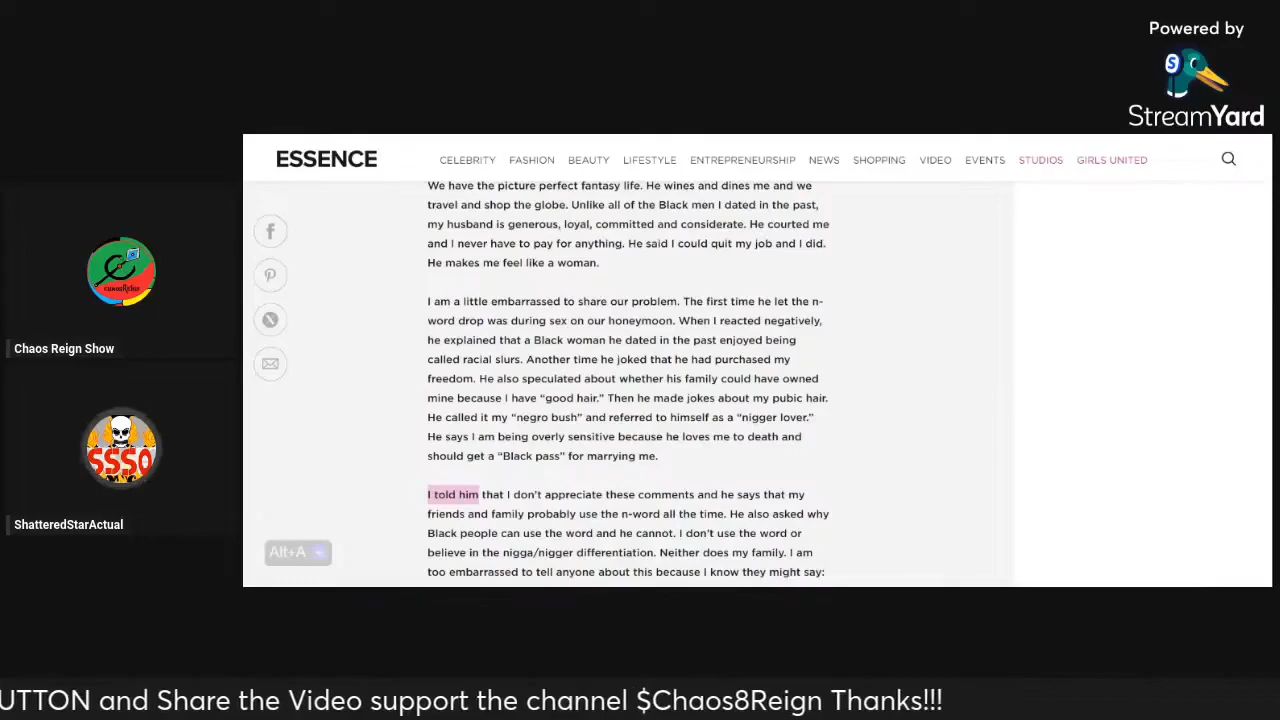 Powered by
StreamYard
ESSENCE
CELEBRITY FASHION BEAUTY LIFESTYLE ENTREPRENEURSHIP NEWS SHOPPING VIDEO EVENTS STUDIOS GIRLS UNITED
We have the picture perfect fantasy life. He wines and dines me and we
travel and shop the globe. Unlike all of the Black men I dated in the past,
my husband is generous, loyal, committed and considerate. He courted me
and I never have to pay for anything. He said I could quit my job and I did.
He makes me feel like a woman.
I am a little embarrassed to share our problem. The first time he let the n-
word drop was during sex on our honeymoon. When I reacted negatively,
he explained that a Black woman he dated in the past enjoyed being
called racial slurs. Another time he joked that he had purchased my
freedom. He also speculated about whether his family could have owned
mine because I have “good hair.” Then he made jokes about my pubic hair.
He called it my “negro bush” and referred to himself as a “nigger lover.”
He says I am being overly sensitive because he loves me to death and
should get a “Black pass” for marrying me.
I told him that I don’t appreciate these comments and he says that my
friends and family probably use the n-word all the time. He also asked why
Black people can use the word and he cannot. I don’t use the word or
believe in the nigga/nigger differentiation. Neither does my family. I am
too embarrassed to tell anyone about this because I know they might say:
Alt+A
Chaos Reign Show
SSSO
ShatteredStarActual
UTTON and Share the Video support the channel $Chaos8Reign Thanks!!!